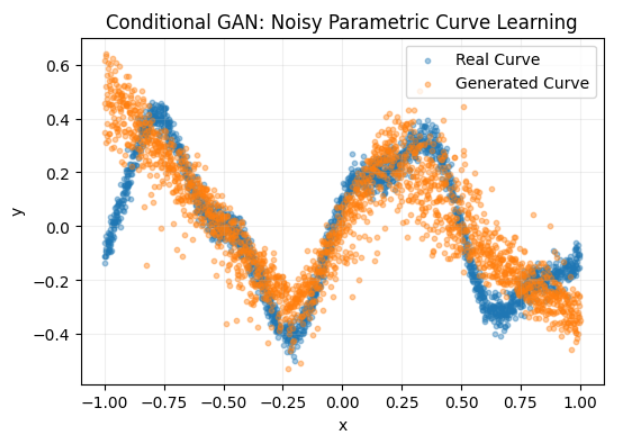 Conditional GAN: Noisy Parametric Curve Learning
Real Curve
Generated Curve
0.6
0.4
0.2
0.0
−0.2
−0.4
y
−1.00 −0.75 −0.50 −0.25 0.00 0.25 0.50 0.75 1.00
x